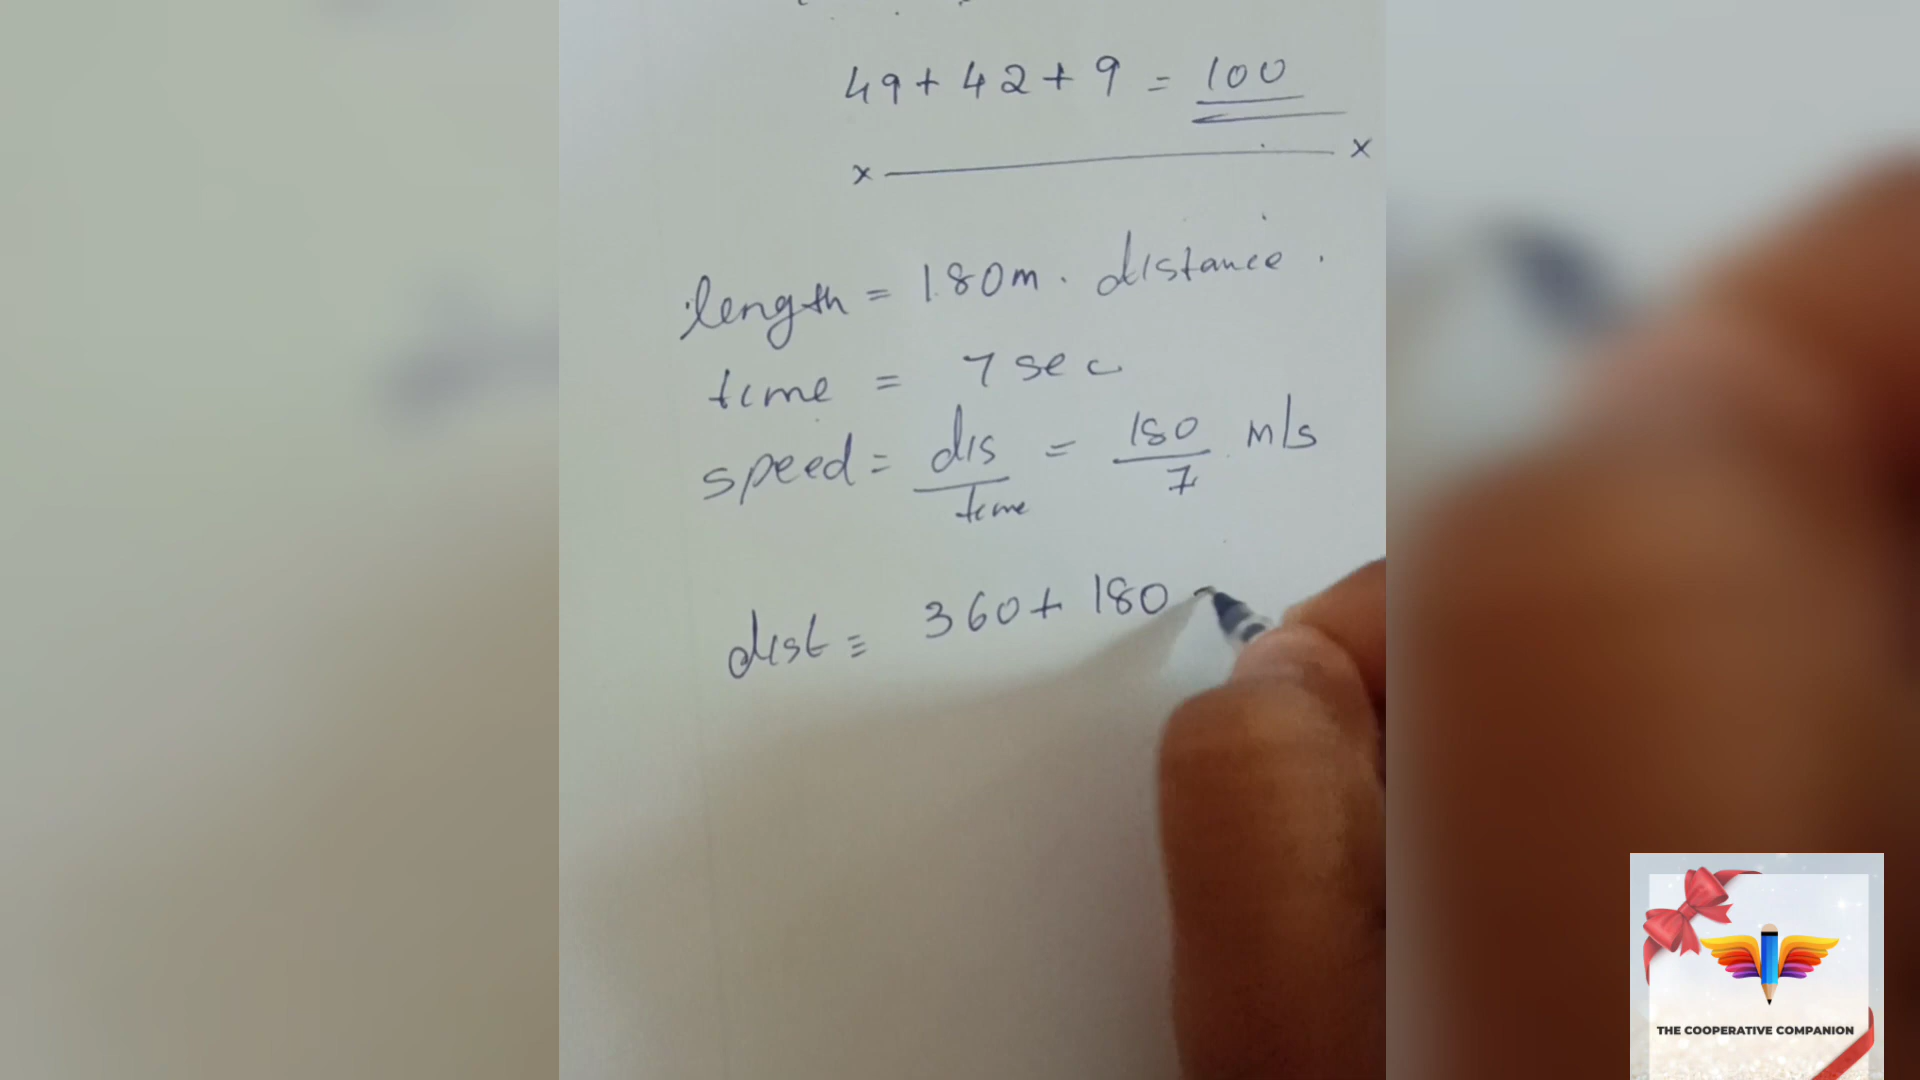 49 + 42 + 9 = 100
x x
length = 180m . distance .
time = 7 sec
speed = dis/time = 180/7 m/s
dist = 360 + 180
THE COOPERATIVE COMPANION